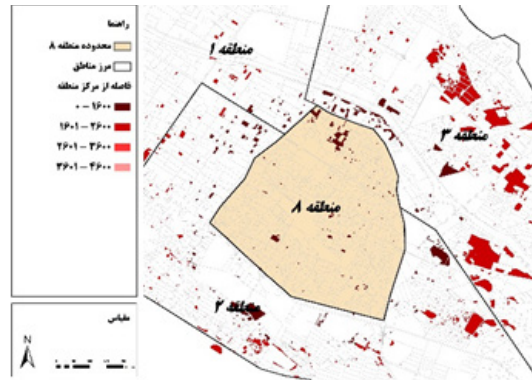 راهنما
محدوده منطقه ۸
مرز مناطق
فاصله از مرکز منطقه
۰ - ۱۶۰۰
۱۶۰۱ - ۲۶۰۰
۲۶۰۱ - ۳۶۰۰
۳۶۰۱ - ۴۶۰۰
مقیاس
N
منطقه ۱
منطقه ۳
منطقه ۸
منطقه ۲